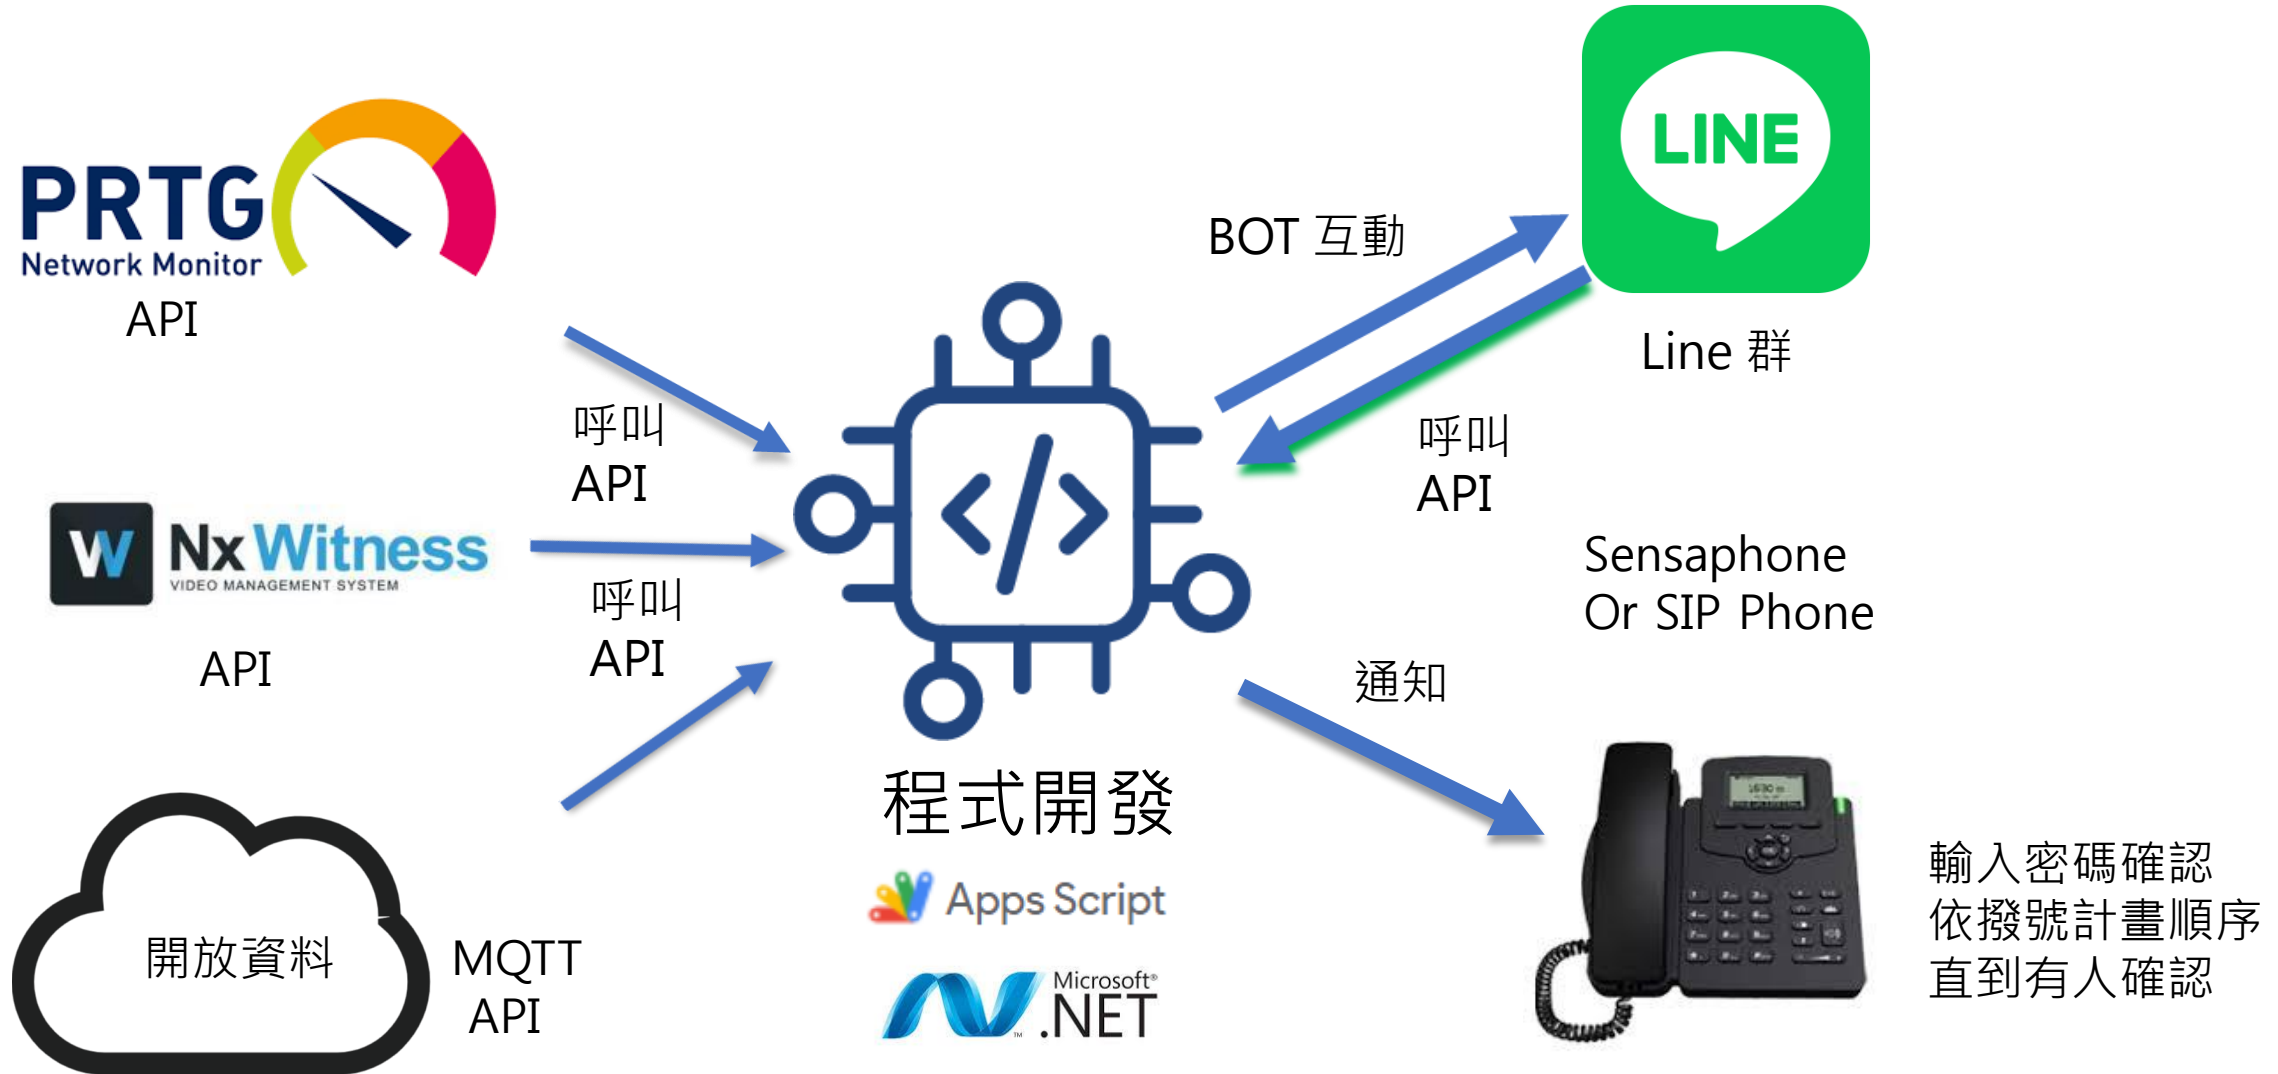 PRTG
Network Monitor
API
呼叫
API
Nx Witness
VIDEO MANAGEMENT SYSTEM
API
呼叫
API
開放資料
MQTT
API
</>
程式開發
Apps Script
Microsoft®
.NET
BOT 互動
LINE
Line 群
呼叫
API
Sensaphone
Or SIP Phone
通知
輸入密碼確認
依撥號計畫順序
直到有人確認